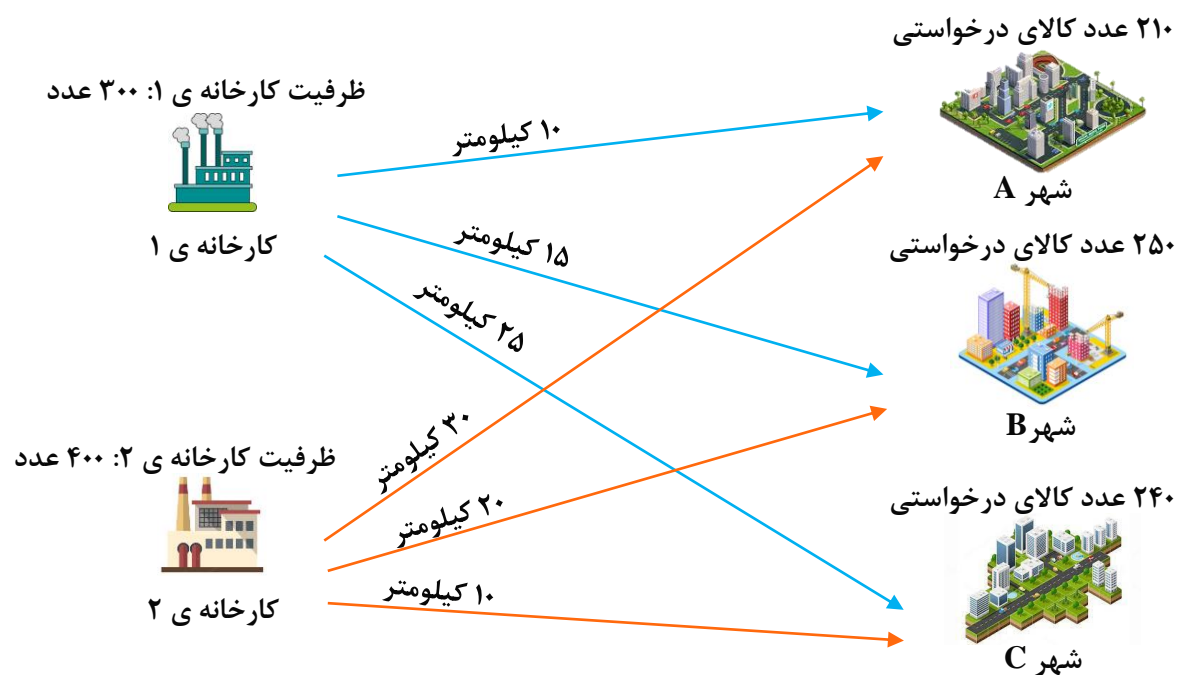 ظرفیت کارخانه ی ۱: ۳۰۰ عدد
کارخانه ی ۱
ظرفیت کارخانه ی ۲: ۴۰۰ عدد
کارخانه ی ۲
۱۰ کیلومتر
۱۵ کیلومتر
۲۵ کیلومتر
۳۰ کیلومتر
۲۰ کیلومتر
۱۰ کیلومتر
۲۱۰ عدد کالای درخواستی
شهر A
۲۵۰ عدد کالای درخواستی
شهرB
۲۴۰ عدد کالای درخواستی
شهر C